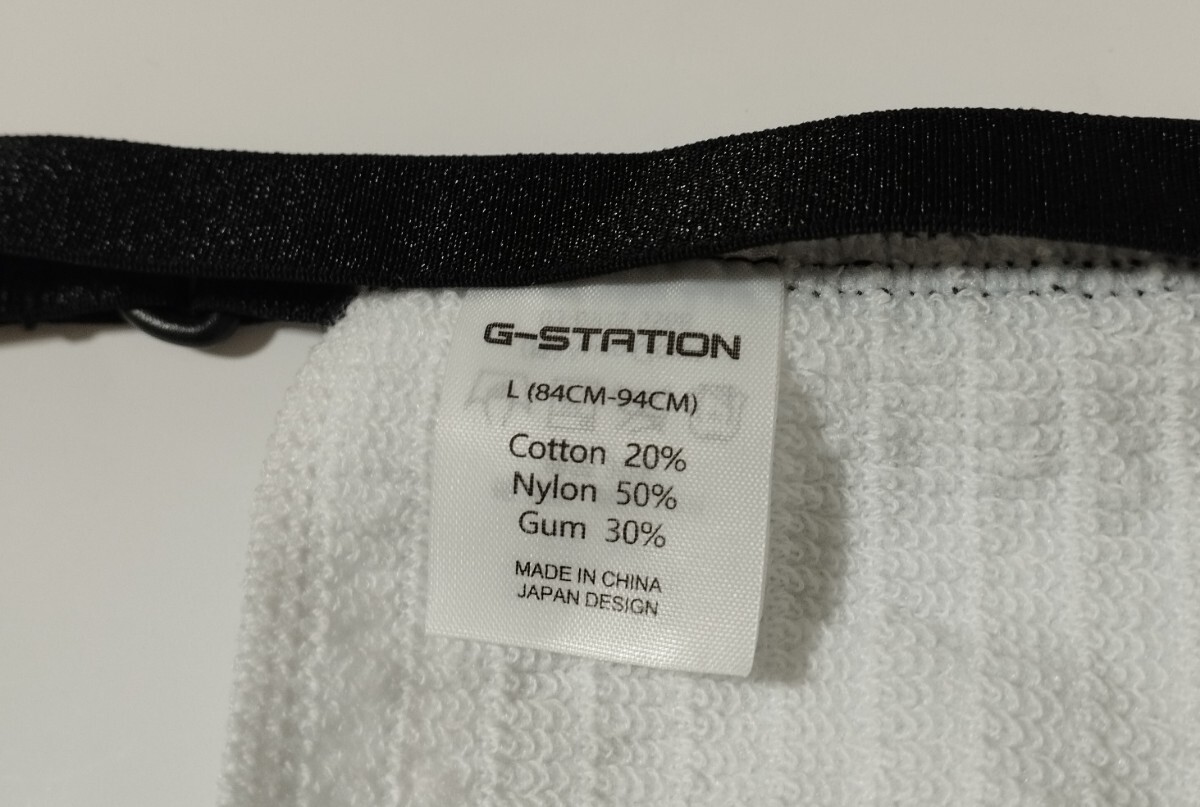 G-STATION
L (84CM-94CM)
Cotton 20%
Nylon 50%
Gum 30%
MADE IN CHINA
JAPAN DESIGN